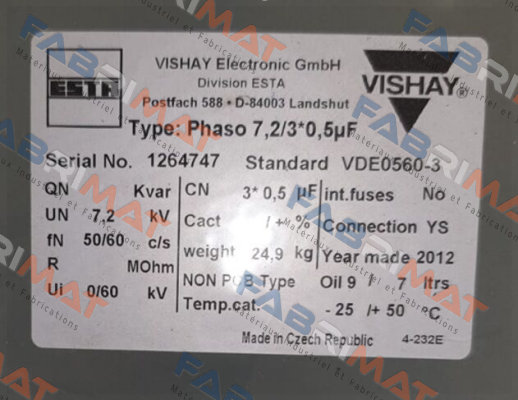 VISHAY Electronic GmbH
Division ESTA
Postfach 588 • D-84003 Landshut
ESTA
VISHAY®
Type: Phaso 7,2/3*0,5µF
Serial No. 1264747 Standard VDE0560-3
QN Kvar CN 3* 0,5 µF int.fuses No
UN 7,2 kV Cact /+ % Connection YS
fN 50/60 c/s weight 24,9 kg Year made 2012
R MOhm NON PCB-Type Oil 9 7 ltrs
Ui 0/60 kV Temp.cat. - 25 /+ 50 °C
Made in Czech Republic 4-232E
FABRIMAT